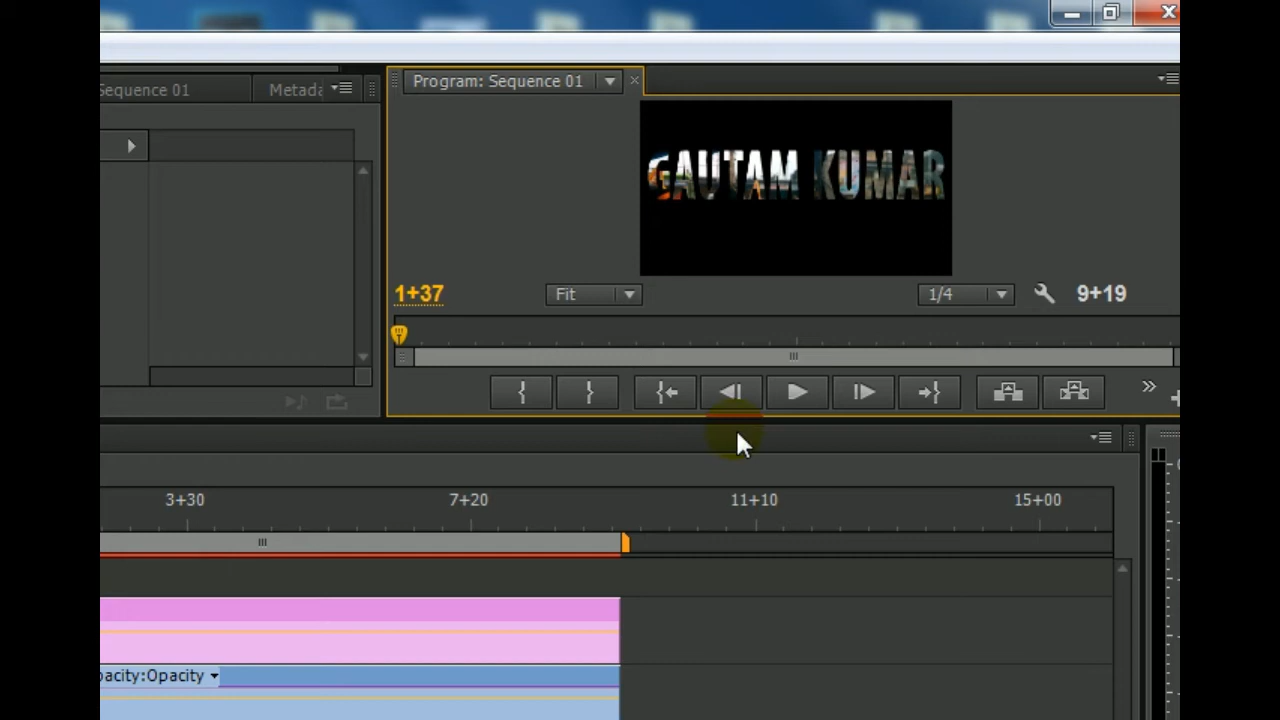 Sequence 01
Metada
Program: Sequence 01
GAUTAM KUMAR
1+37
Fit
1/4
9+19
3+30
7+20
11+10
15+00
pacity:Opacity